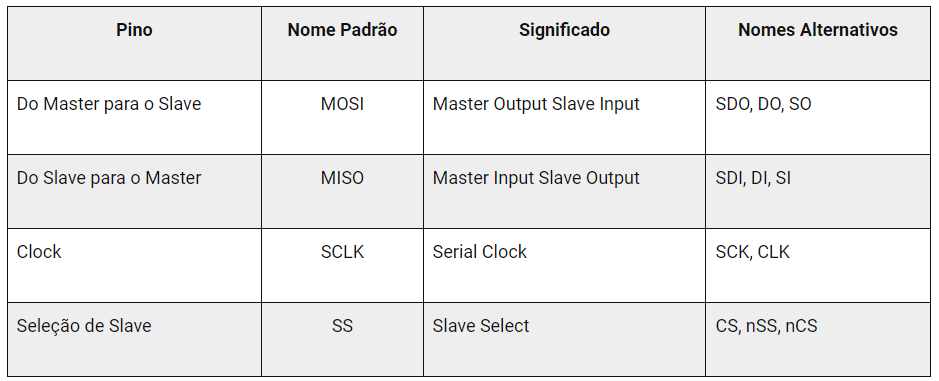 Pino Nome Padrão Significado Nomes Alternativos
Do Master para o Slave MOSI Master Output Slave Input SDO, DO, SO
Do Slave para o Master MISO Master Input Slave Output SDI, DI, SI
Clock SCLK Serial Clock SCK, CLK
Seleção de Slave SS Slave Select CS, nSS, nCS